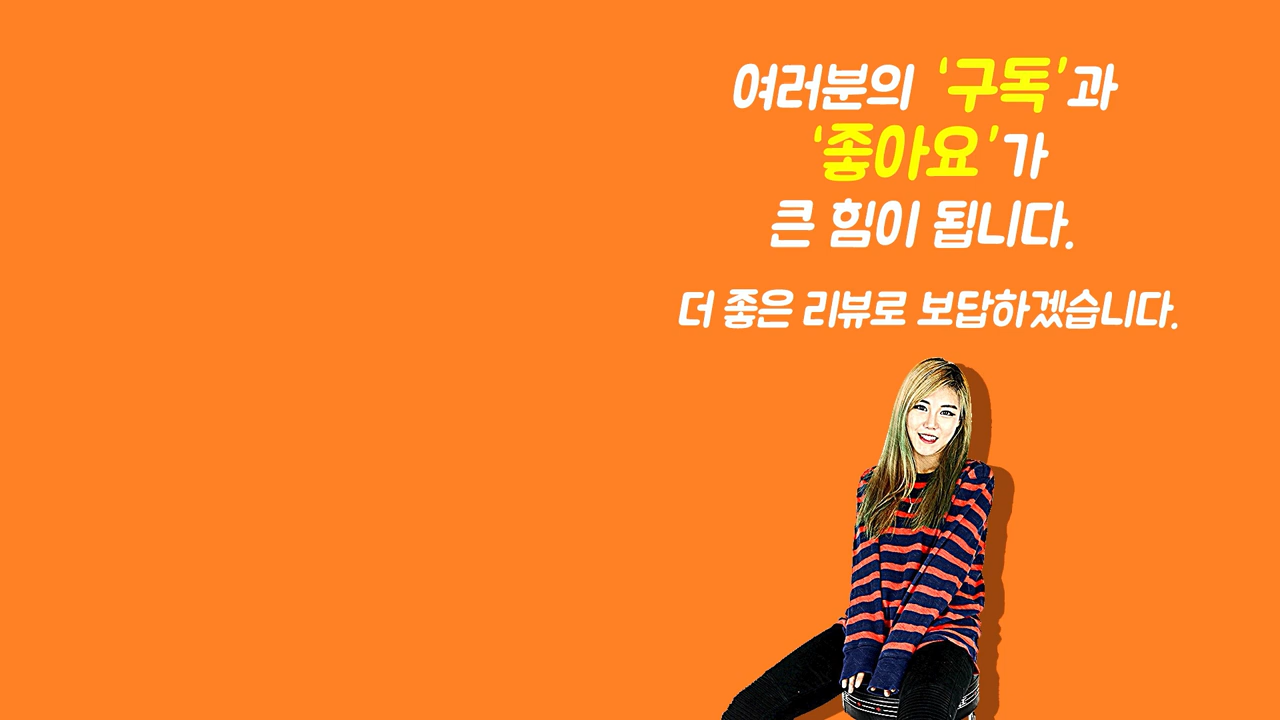 여러분의 '구독'과
'좋아요'가
큰 힘이 됩니다.
더 좋은 리뷰로 보답하겠습니다.